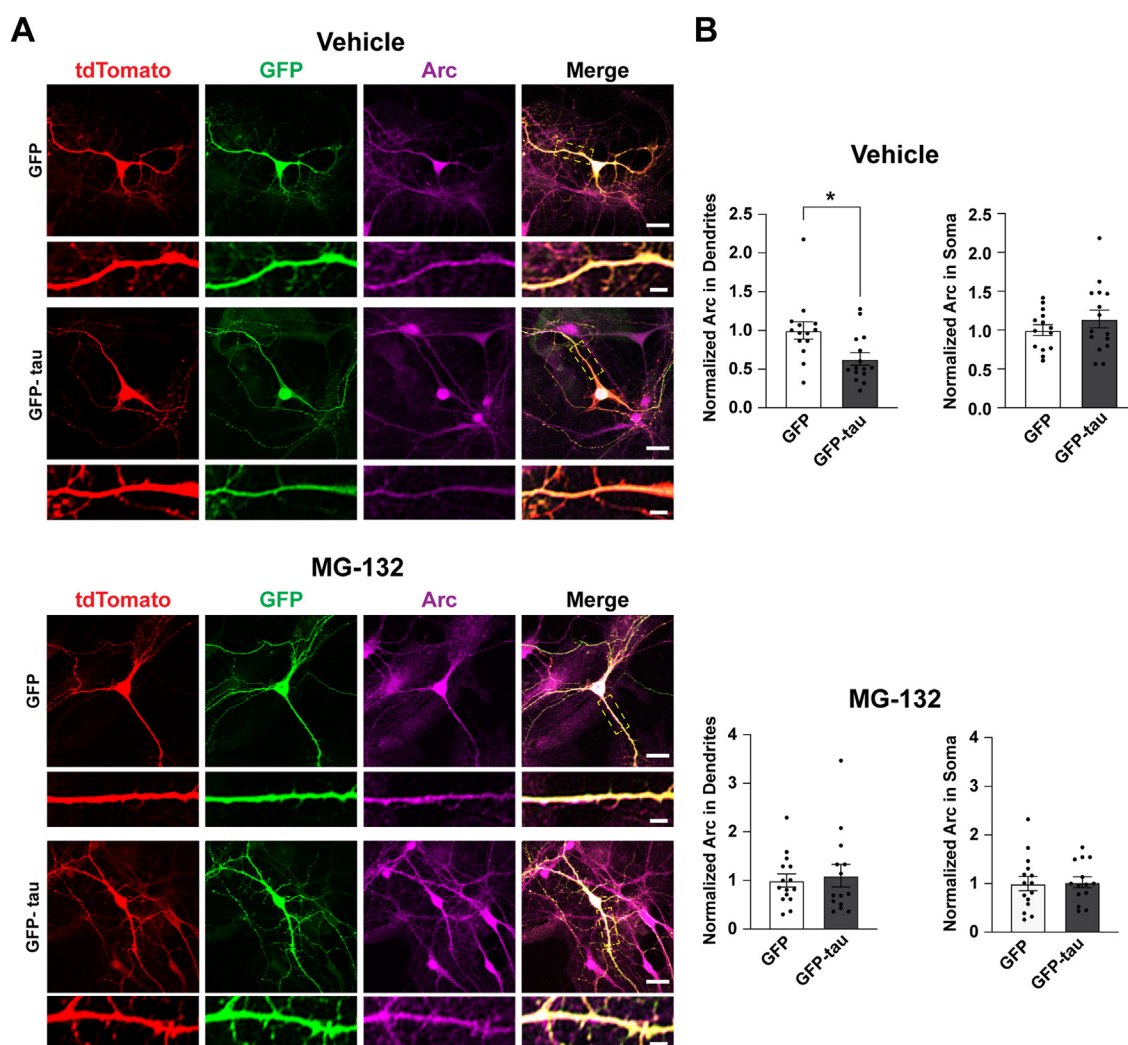 A
Vehicle
tdTomato GFP Arc Merge
GFP
GFP- tau
MG-132
tdTomato GFP Arc Merge
GFP
GFP- tau
B
Vehicle
Normalized Arc in Dendrites
2.5
2.0
1.5
1.0
0.5
0.0
*
GFP
GFP-tau
Normalized Arc in Soma
2.5
2.0
1.5
1.0
0.5
0.0
GFP
GFP-tau
MG-132
Normalized Arc in Dendrites
4
3
2
1
0
GFP
GFP-tau
Normalized Arc in Soma
4
3
2
1
0
GFP
GFP-tau